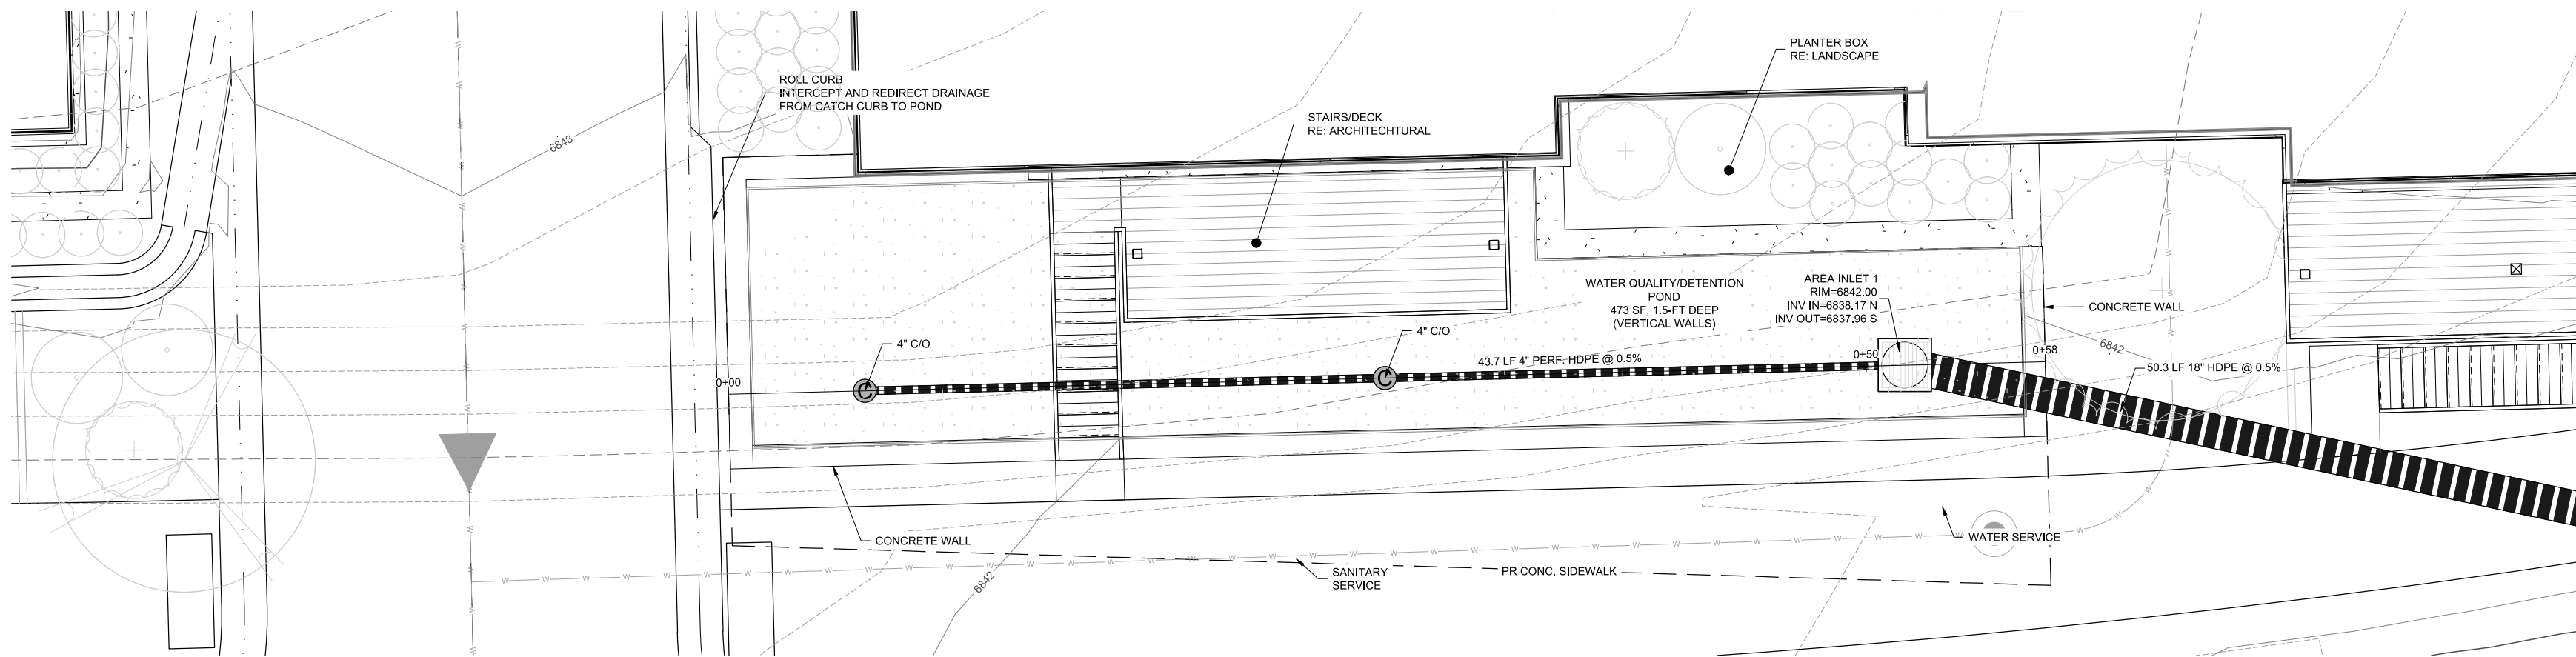 PLANTER BOX
RE: LANDSCAPE
ROLL CURB
INTERCEPT AND REDIRECT DRAINAGE
FROM CATCH CURB TO POND
STAIRS/DECK
RE: ARCHITECHTURAL
6843
WATER QUALITY/DETENTION
POND
473 SF, 1.5-FT DEEP
(VERTICAL WALLS)
AREA INLET 1
RIM=6842.00
INV IN=6838.17 N
INV OUT=6837.96 S
CONCRETE WALL
4" C/O
4" C/O
43.7 LF 4" PERF. HDPE @ 0.5%
0+50
0+58
6842
50.3 LF 18" HDPE @ 0.5%
0+00
CONCRETE WALL
6842
SANITARY
SERVICE
PR CONC. SIDEWALK
WATER SERVICE